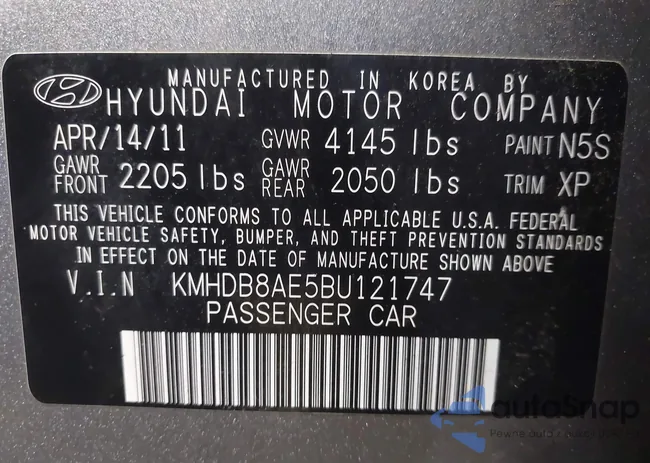 MANUFACTURED IN KOREA BY
HYUNDAI MOTOR COMPANY
APR/14/11 GVWR 4145 lbs PAINT N5S
GAWR FRONT 2205 lbs GAWR REAR 2050 lbs TRIM XP
THIS VEHICLE CONFORMS TO ALL APPLICABLE U.S.A. FEDERAL
MOTOR VEHICLE SAFETY, BUMPER, AND THEFT PREVENTION STANDARDS
IN EFFECT ON THE DATE OF MANUFACTURE SHOWN ABOVE
V.I.N KMHDB8AE5BU121747
PASSENGER CAR
autoSnap
Pewne auto z